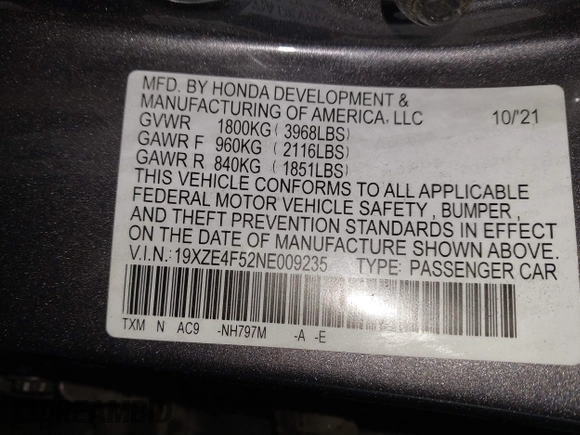 MFD. BY HONDA DEVELOPMENT &
MANUFACTURING OF AMERICA, LLC 10/'21
GVWR 1800KG ( 3968LBS)
GAWR F 960KG ( 2116LBS)
GAWR R 840KG ( 1851LBS)
THIS VEHICLE CONFORMS TO ALL APPLICABLE
FEDERAL MOTOR VEHICLE SAFETY , BUMPER ,
AND THEFT PREVENTION STANDARDS IN EFFECT
ON THE DATE OF MANUFACTURE SHOWN ABOVE.
V.I.N.: 19XZE4F52NE009235 TYPE: PASSENGER CAR
TXM N AC9 -NH797M -A -E